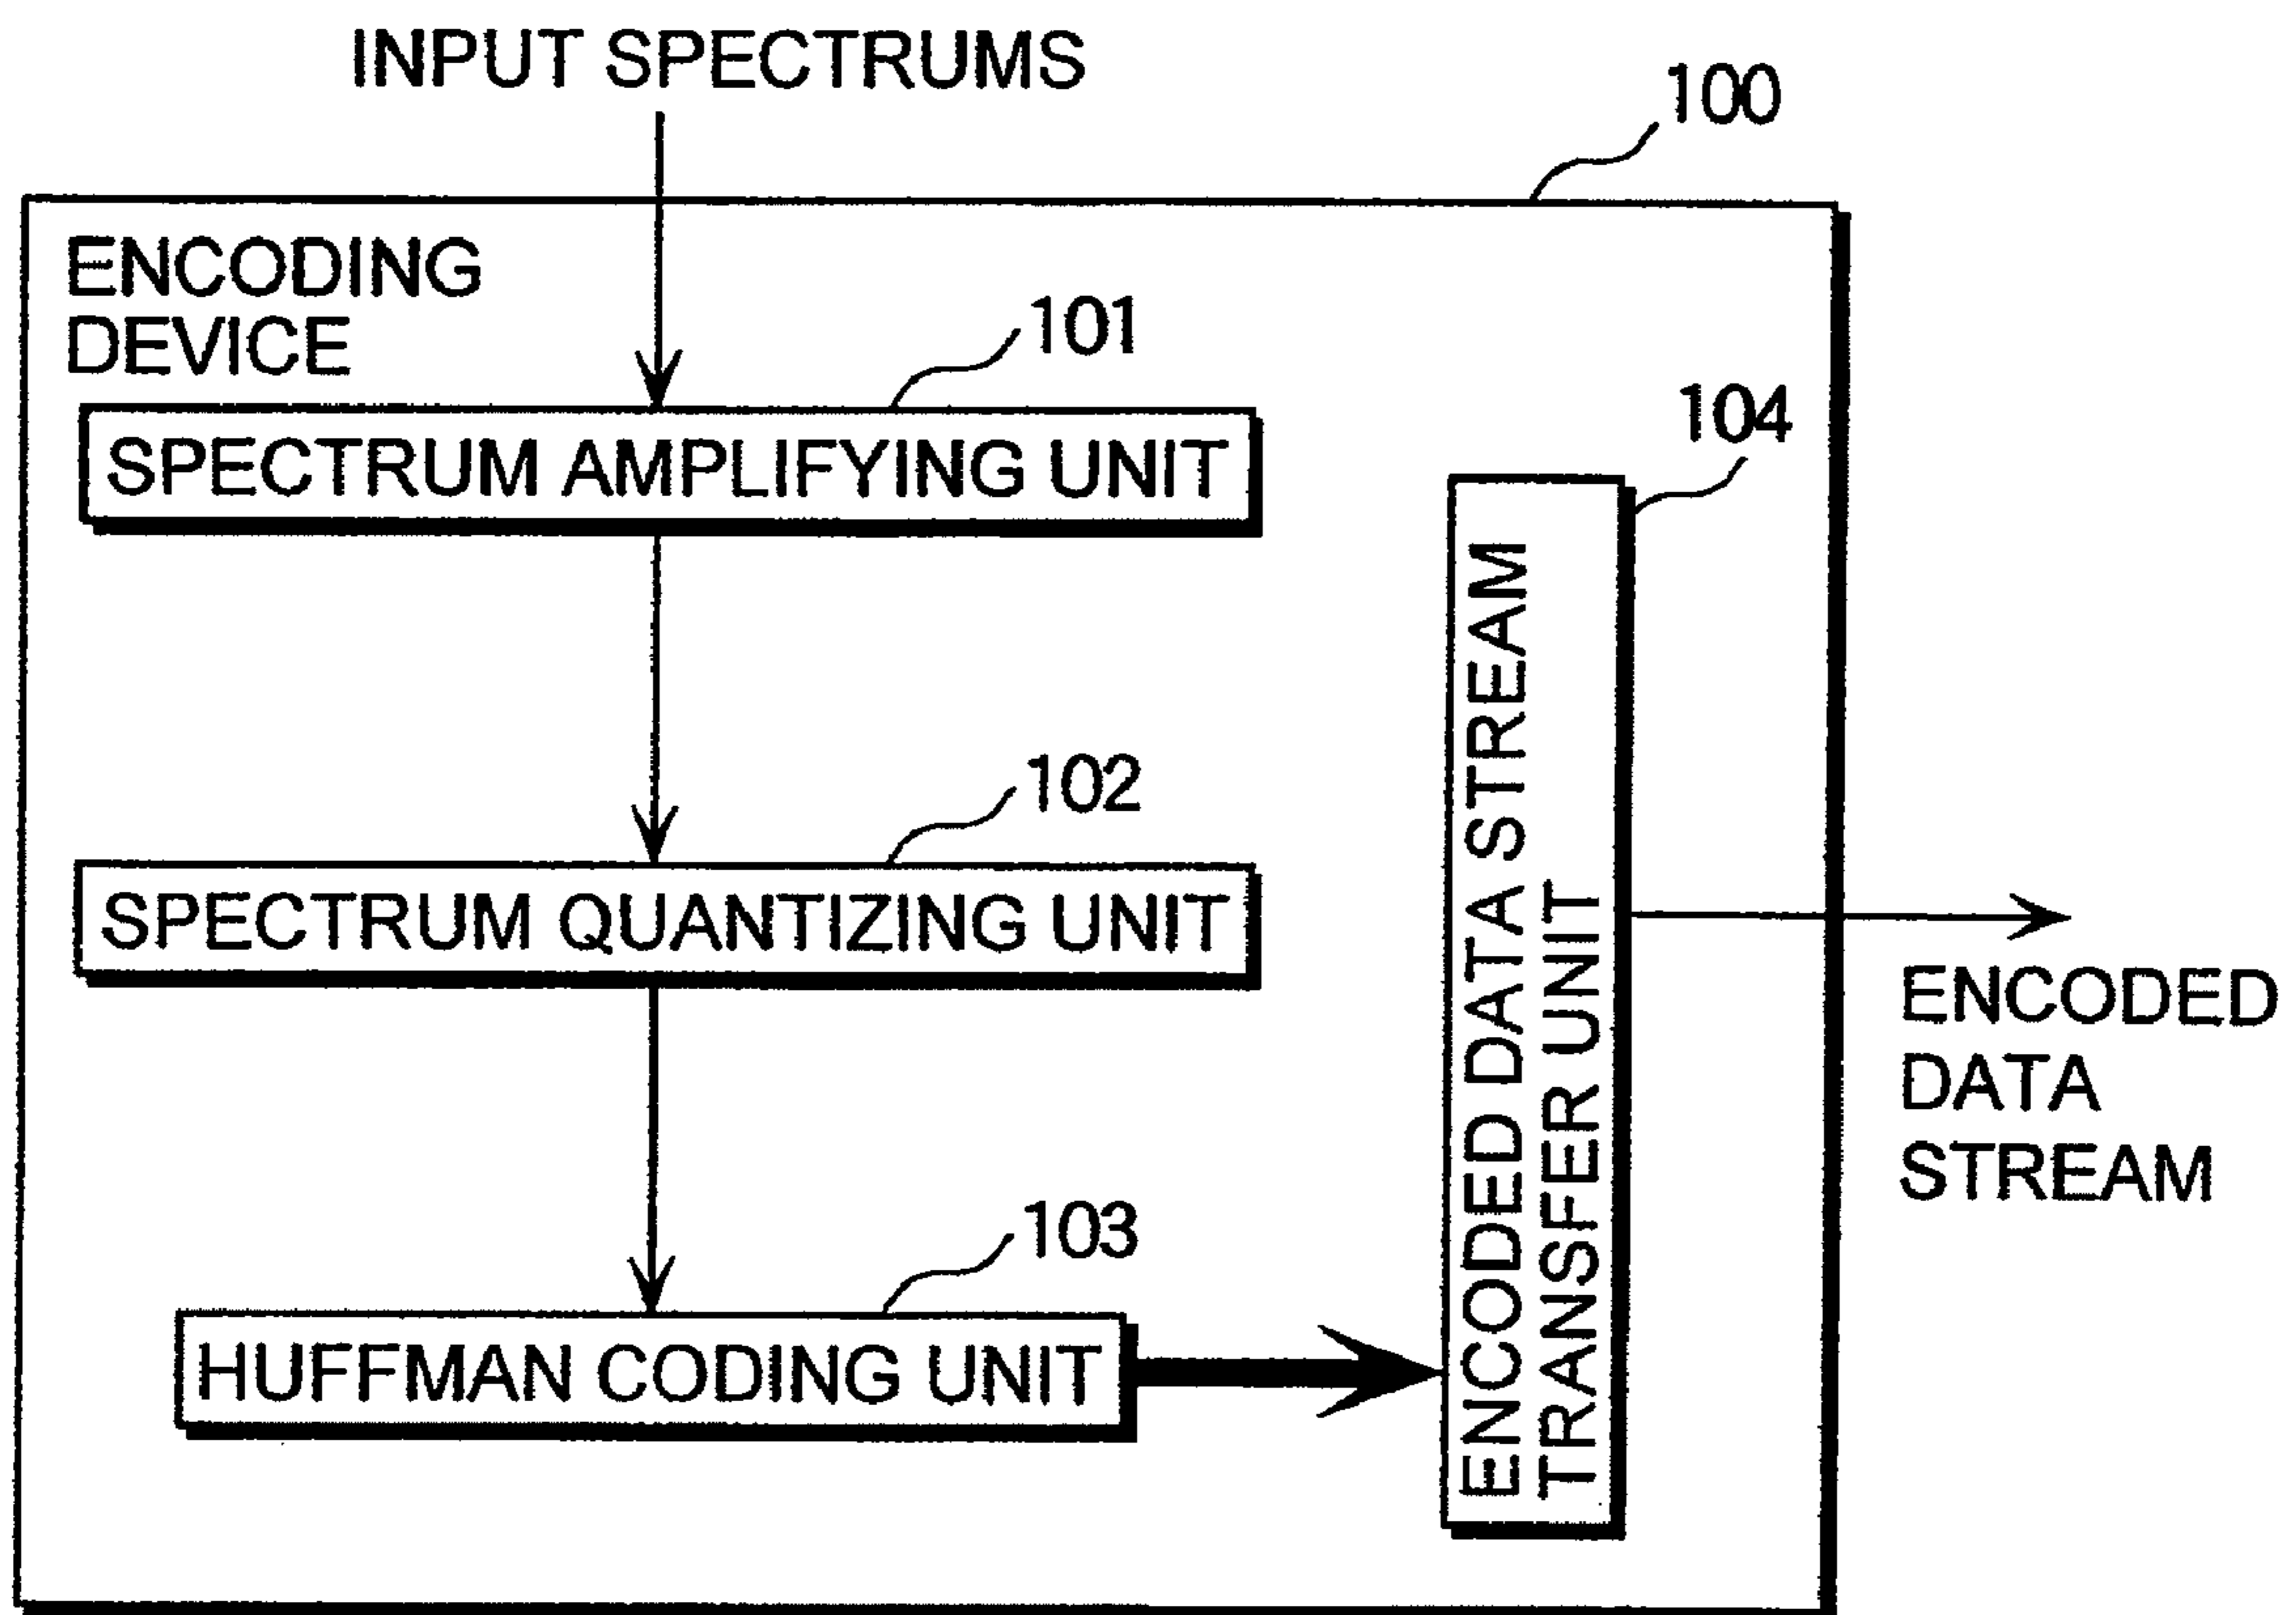 INPUT SPECTRUMS
100
ENCODING
DEVICE
101
SPECTRUM AMPLIFYING UNIT
104
102
SPECTRUM QUANTIZING UNIT
103
HUFFMAN CODING UNIT
ENCODED DATA STREAM
TRANSFER UNIT
ENCODED
DATA
STREAM